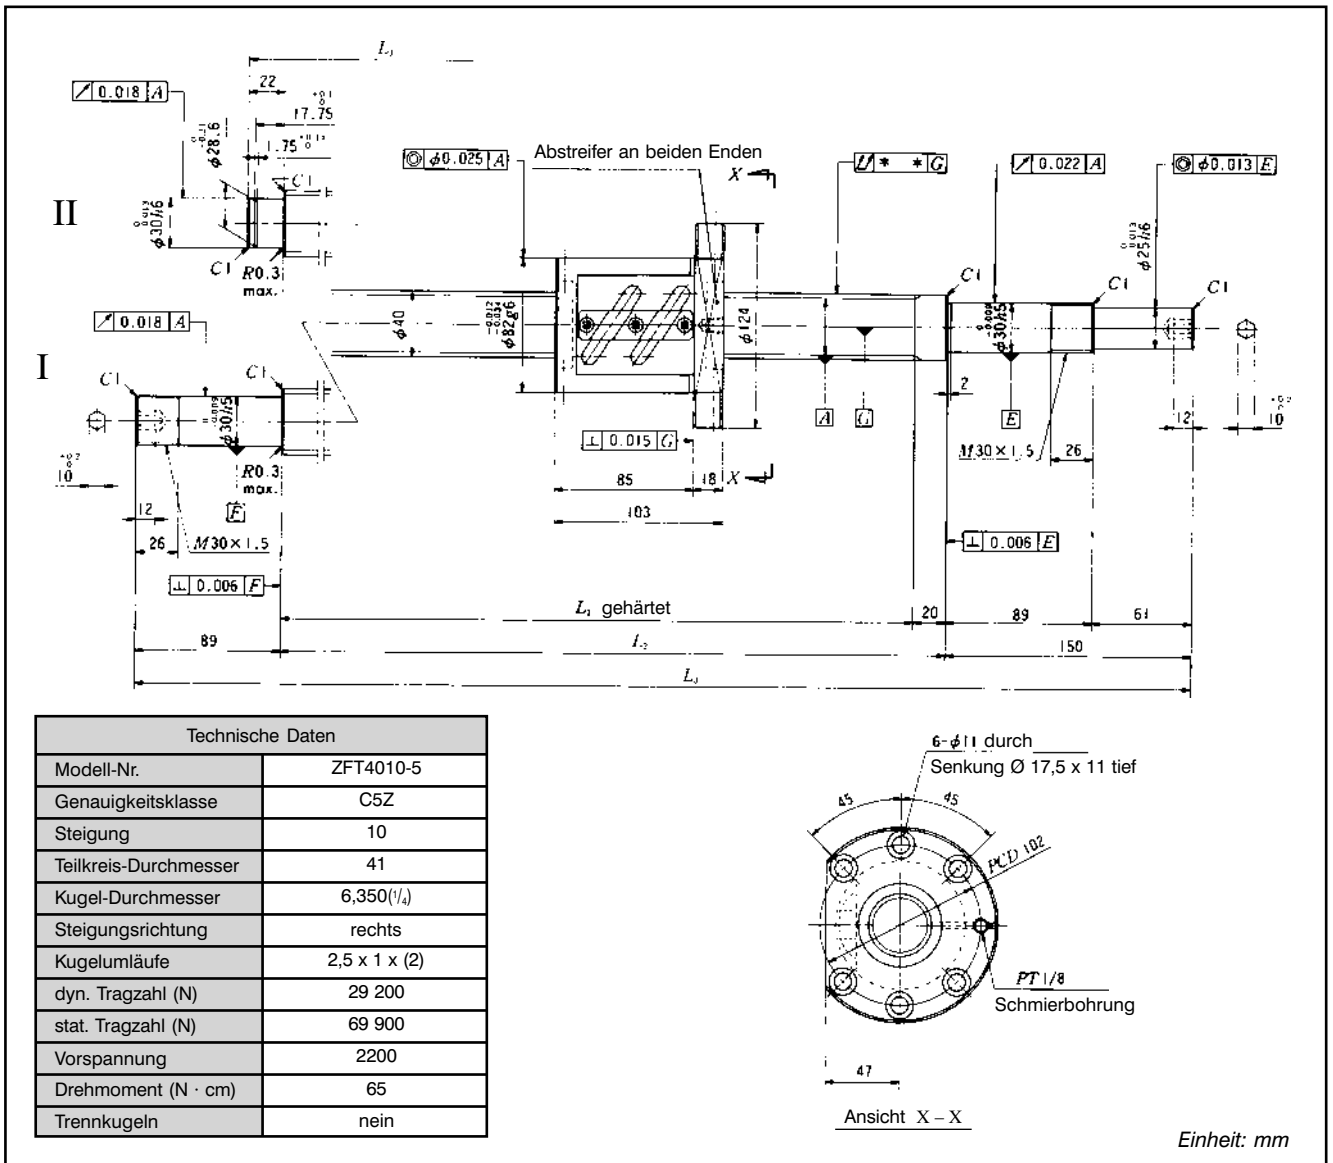 L₃
22
0.018 A
17.75
φ28.6
.75
C1
II
φ30h6
C1
R0.3
max.
φ0.025 A
Abstreifer an beiden Enden
X
* * G
0.022 A
φ0.013 E
φ25h6
C1
C1
C1
0.018 A
I
C1
C1
φ30h5
R0.3
max.
10
12
26
F
M30×1.5
0.006 F
φ40
φ82g6
φ124
0.015 G
X
85
18
103
A
G
2
φ30h5
E
M30×1.5
26
12
10
0.006 E
L₁ gehärtet
20
89
61
89
L₂
150
L₃
Technische Daten
Modell-Nr. ZFT4010-5
Genauigkeitsklasse C5Z
Steigung 10
Teilkreis-Durchmesser 41
Kugel-Durchmesser 6,350(1/4)
Steigungsrichtung rechts
Kugelumläufe 2,5 x 1 x (2)
dyn. Tragzahl (N) 29 200
stat. Tragzahl (N) 69 900
Vorspannung 2200
Drehmoment (N · cm) 65
Trennkugeln nein
6-φ11 durch
Senkung Ø 17,5 x 11 tief
45
45
PCD 102
PT 1/8
Schmierbohrung
47
Ansicht X – X
Einheit: mm